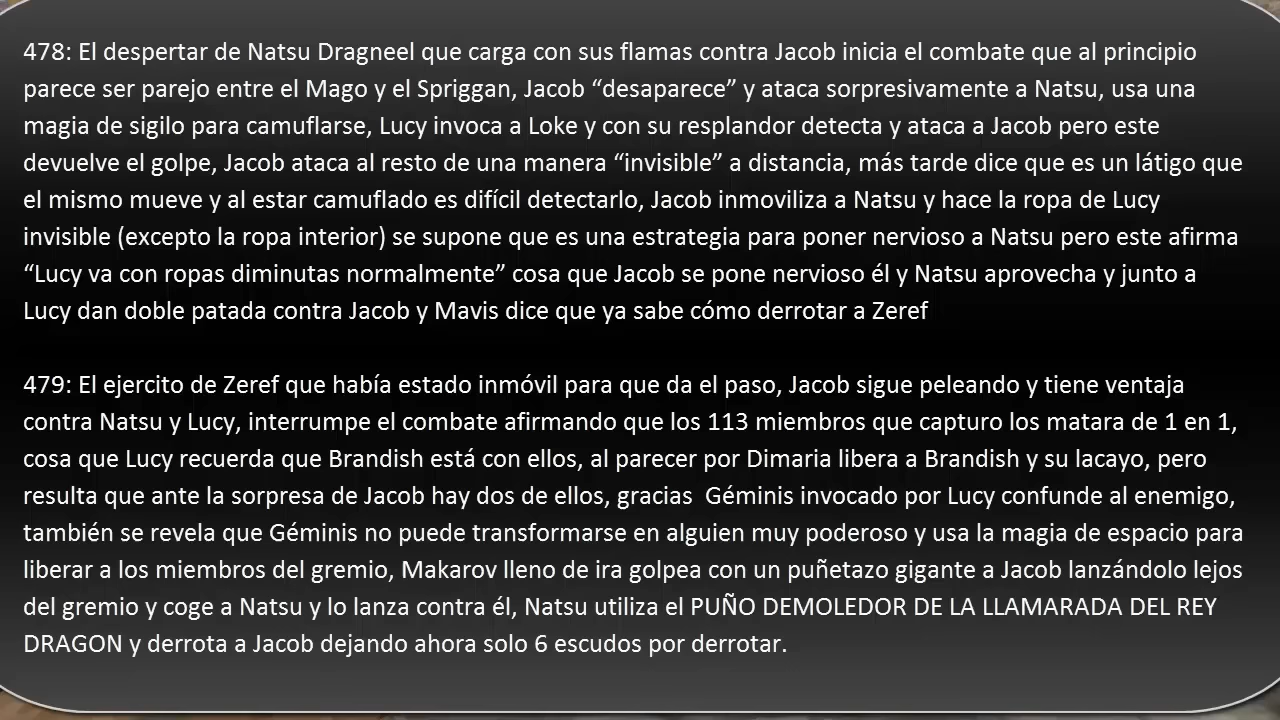 478: El despertar de Natsu Dragneel que carga con sus flamas contra Jacob inicia el combate que al principio
parece ser parejo entre el Mago y el Spriggan, Jacob “desaparece” y ataca sorpresivamente a Natsu, usa una
magia de sigilo para camuflarse, Lucy invoca a Loke y con su resplandor detecta y ataca a Jacob pero este
devuelve el golpe, Jacob ataca al resto de una manera “invisible” a distancia, más tarde dice que es un látigo que
el mismo mueve y al estar camuflado es difícil detectarlo, Jacob inmoviliza a Natsu y hace la ropa de Lucy
invisible (excepto la ropa interior) se supone que es una estrategia para poner nervioso a Natsu pero este afirma
“Lucy va con ropas diminutas normalmente” cosa que Jacob se pone nervioso él y Natsu aprovecha y junto a
Lucy dan doble patada contra Jacob y Mavis dice que ya sabe cómo derrotar a Zeref
479: El ejercito de Zeref que había estado inmóvil para que da el paso, Jacob sigue peleando y tiene ventaja
contra Natsu y Lucy, interrumpe el combate afirmando que los 113 miembros que capturo los matara de 1 en 1,
cosa que Lucy recuerda que Brandish está con ellos, al parecer por Dimaria libera a Brandish y su lacayo, pero
resulta que ante la sorpresa de Jacob hay dos de ellos, gracias  Géminis invocado por Lucy confunde al enemigo,
también se revela que Géminis no puede transformarse en alguien muy poderoso y usa la magia de espacio para
liberar a los miembros del gremio, Makarov lleno de ira golpea con un puñetazo gigante a Jacob lanzándolo lejos
del gremio y coge a Natsu y lo lanza contra él, Natsu utiliza el PUÑO DEMOLEDOR DE LA LLAMARADA DEL REY
DRAGON y derrota a Jacob dejando ahora solo 6 escudos por derrotar.